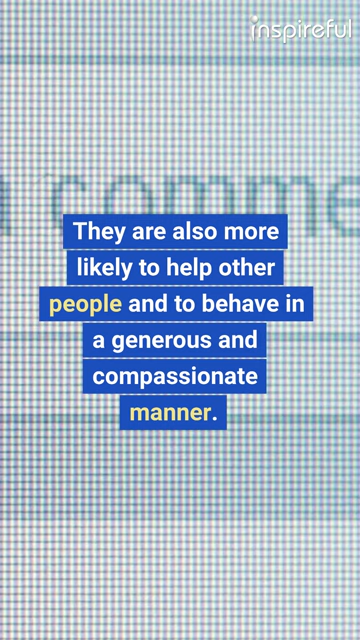 inspireful
comme
They are also more
likely to help other
people and to behave in
a generous and
compassionate
manner.